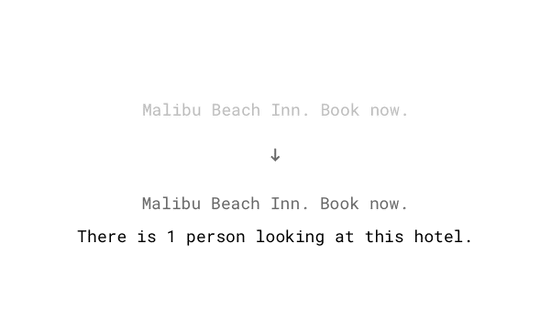 Malibu Beach Inn. Book now.
↓
Malibu Beach Inn. Book now.
There is 1 person looking at this hotel.